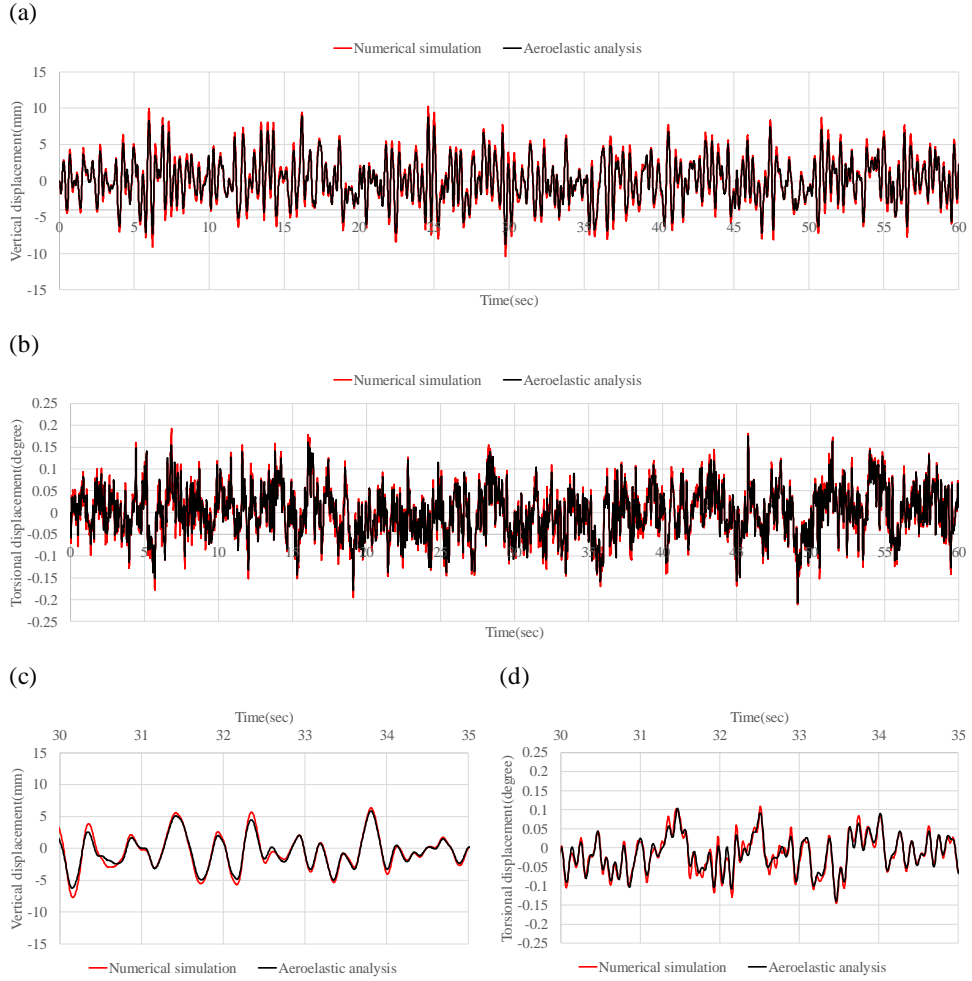 (a)
Numerical simulation Aeroelastic analysis
Vertical displacement(mm)
15
10
5
0
-5
-10
-15
0 5 10 15 20 25 30 35 40 45 50 55 60
Time(sec)
(b)
Numerical simulation Aeroelastic analysis
Torsional displacement(degree)
0.25
0.2
0.15
0.1
0.05
0
-0.05
-0.1
-0.15
-0.2
-0.25
0 5 10 15 20 25 30 35 40 45 50 55 60
Time(sec)
(c)
Time(sec)
30 31 32 33 34 35
Vertical displacement(mm)
15
10
5
0
-5
-10
-15
Numerical simulation Aeroelastic analysis
(d)
Time(sec)
30 31 32 33 34 35
Torsional displacement(degree)
0.25
0.2
0.15
0.1
0.05
0
-0.05
-0.1
-0.15
-0.2
-0.25
Numerical simulation Aeroelastic analysis